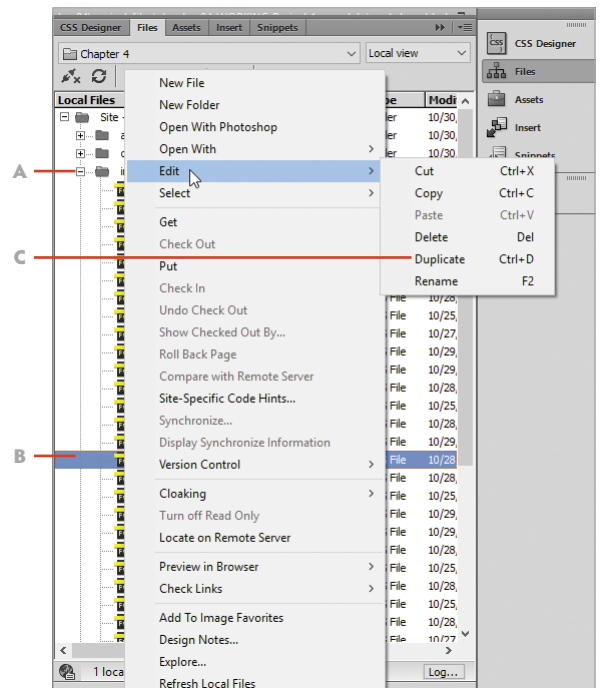 CSS Designer Files Assets Insert Snippets
Chapter 4 Local view
CSS Designer
Files
Assets
Insert
Snippets
Local Files Modi
Site
10/30,
10/30,
10/30,
A
B
C
New File
New Folder
Open With Photoshop
Open With >
Edit >
Select >
Get
Check Out
Put
Check In
Undo Check Out
Show Checked Out By...
Roll Back Page
Compare with Remote Server
Site-Specific Code Hints...
Synchronize...
Display Synchronize Information
Version Control >
Cloaking >
Turn off Read Only
Locate on Remote Server
Preview in Browser >
Check Links >
Add To Image Favorites
Design Notes...
Explore...
Refresh Local Files
Cut Ctrl+X
Copy Ctrl+C
Paste Ctrl+V
Delete Del
Duplicate Ctrl+D
Rename F2
File 10/28,
File 10/25,
File 10/27,
File 10/29,
File 10/29,
File 10/28,
File 10/25,
File 10/28,
File 10/29,
File 10/28
File 10/28,
File 10/25,
File 10/29,
File 10/29,
File 10/28,
File 10/25,
File 10/25,
File 10/28,
File 10/27
1 loca Log...